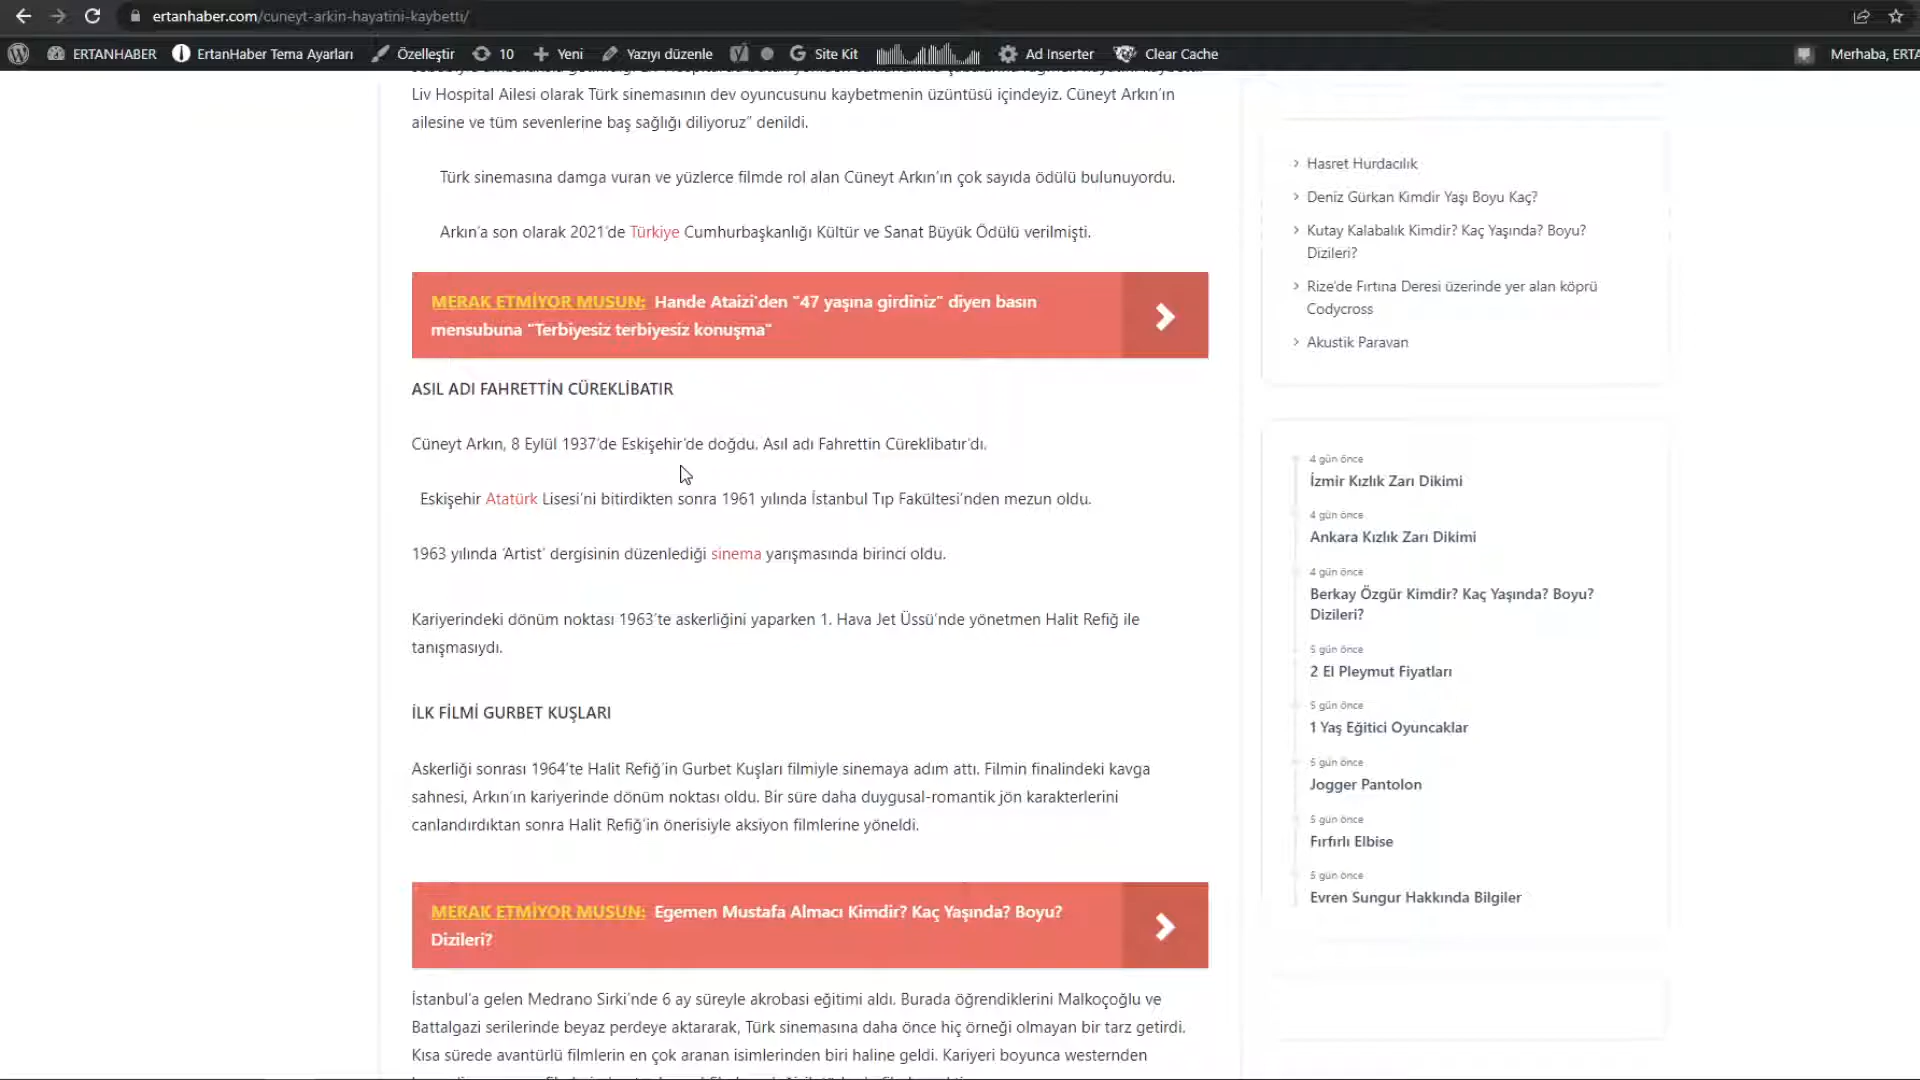 ertanhaber.com/cuneyt-arkin-hayatini-kaybetti/
ERTANHABER
ErtanHaber Tema Ayarları
Özelleştir
10
Yeni
Yazıyı düzenle
Site Kit
Ad Inserter
Clear Cache
Merhaba, ERTA
Liv Hospital Ailesi olarak Türk sinemasının dev oyuncusunu kaybetmenin üzüntüsü içindeyiz. Cüneyt Arkın’ın
ailesine ve tüm sevenlerine baş sağlığı diliyoruz” denildi.
Türk sinemasına damga vuran ve yüzlerce filmde rol alan Cüneyt Arkın’ın çok sayıda ödülü bulunuyordu.
Arkın’a son olarak 2021’de Türkiye Cumhurbaşkanlığı Kültür ve Sanat Büyük Ödülü verilmişti.
MERAK ETMİYOR MUSUN: Hande Ataizi'den "47 yaşına girdiniz" diyen basın
mensubuna "Terbiyesiz terbiyesiz konuşma"
ASIL ADI FAHRETTİN CÜREKLİBATIR
Cüneyt Arkın, 8 Eylül 1937’de Eskişehir’de doğdu. Asıl adı Fahrettin Cüreklibatır’dı.
Eskişehir Atatürk Lisesi’ni bitirdikten sonra 1961 yılında İstanbul Tıp Fakültesi’nden mezun oldu.
1963 yılında ‘Artist’ dergisinin düzenlediği sinema yarışmasında birinci oldu.
Kariyerindeki dönüm noktası 1963’te askerliğini yaparken 1. Hava Jet Üssü’nde yönetmen Halit Refiğ ile
tanışmasıydı.
İLK FİLMİ GURBET KUŞLARI
Askerliği sonrası 1964’te Halit Refiğ’in Gurbet Kuşları filmiyle sinemaya adım attı. Filmin finalindeki kavga
sahnesi, Arkın’ın kariyerinde dönüm noktası oldu. Bir süre daha duygusal-romantik jön karakterlerini
canlandırdıktan sonra Halit Refiğ’in önerisiyle aksiyon filmlerine yöneldi.
MERAK ETMİYOR MUSUN: Egemen Mustafa Almacı Kimdir? Kaç Yaşında? Boyu?
Dizileri?
İstanbul’a gelen Medrano Sirki’nde 6 ay süreyle akrobasi eğitimi aldı. Burada öğrendiklerini Malkoçoğlu ve
Battalgazi serilerinde beyaz perdeye aktararak, Türk sinemasına daha önce hiç örneği olmayan bir tarz getirdi.
Kısa sürede avantürlü filmlerin en çok aranan isimlerinden biri haline geldi. Kariyeri boyunca westernden
Hasret Hurdacılık
Deniz Gürkan Kimdir Yaşı Boyu Kaç?
Kutay Kalabalık Kimdir? Kaç Yaşında? Boyu?
Dizileri?
Rize'de Fırtına Deresi üzerinde yer alan köprü
Codycross
Akustik Paravan
4 gün önce
İzmir Kızlık Zarı Dikimi
4 gün önce
Ankara Kızlık Zarı Dikimi
4 gün önce
Berkay Özgür Kimdir? Kaç Yaşında? Boyu?
Dizileri?
5 gün önce
2 El Pleymut Fiyatları
5 gün önce
1 Yaş Eğitici Oyuncaklar
5 gün önce
Jogger Pantolon
5 gün önce
Fırfırlı Elbise
5 gün önce
Evren Sungur Hakkında Bilgiler